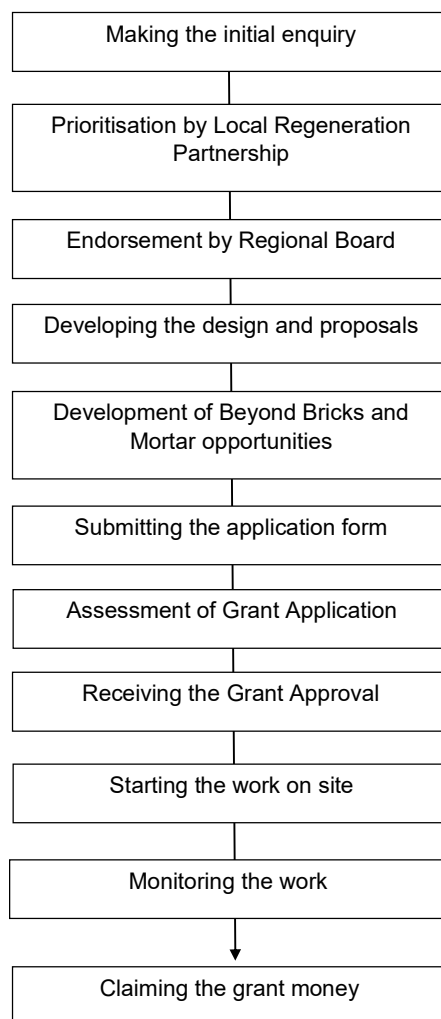 Making the initial enquiry
Prioritisation by Local Regeneration
Partnership
Endorsement by Regional Board
Developing the design and proposals
Development of Beyond Bricks and
Mortar opportunities
Submitting the application form
Assessment of Grant Application
Receiving the Grant Approval
Starting the work on site
Monitoring the work
Claiming the grant money